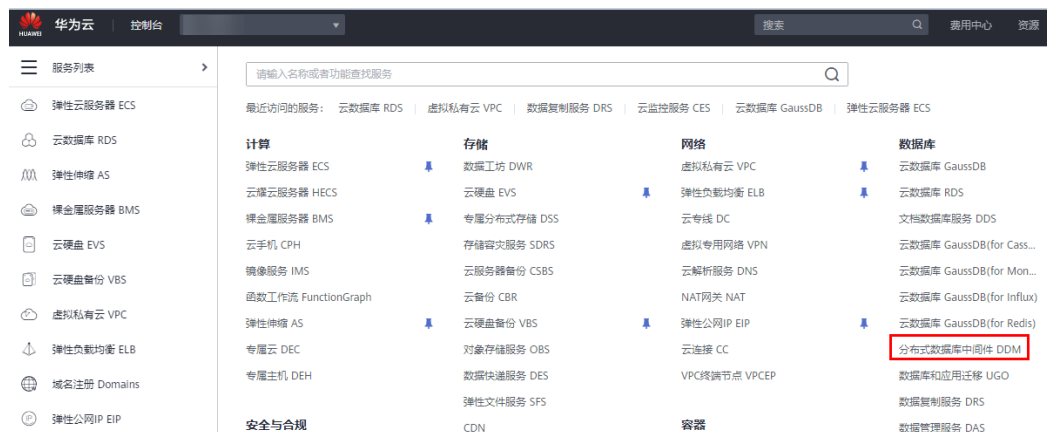 HUAWEI 华为云 控制台 搜索 费用中心 资源
服务列表
弹性云服务器 ECS
云数据库 RDS
弹性伸缩 AS
裸金属服务器 BMS
云硬盘 EVS
云硬盘备份 VBS
虚拟私有云 VPC
弹性负载均衡 ELB
域名注册 Domains
弹性公网IP EIP
请输入名称或者功能查找服务
最近访问的服务： 云数据库 RDS 虚拟私有云 VPC 数据复制服务 DRS 云监控服务 CES 云数据库 GaussDB 弹性云服务器 ECS
计算
弹性云服务器 ECS
云耀云服务器 HECS
裸金属服务器 BMS
云手机 CPH
镜像服务 IMS
函数工作流 FunctionGraph
弹性伸缩 AS
专属云 DEC
专属主机 DEH
安全与合规
存储
数据工坊 DWR
云硬盘 EVS
专属分布式存储 DSS
存储容灾服务 SDRS
云服务器备份 CSBS
云备份 CBR
云硬盘备份 VBS
对象存储服务 OBS
数据快递服务 DES
弹性文件服务 SFS
CDN
网络
虚拟私有云 VPC
弹性负载均衡 ELB
云专线 DC
虚拟专用网络 VPN
云解析服务 DNS
NAT网关 NAT
弹性公网IP EIP
云连接 CC
VPC终端节点 VPCEP
容器
数据库
云数据库 GaussDB
云数据库 RDS
文档数据库服务 DDS
云数据库 GaussDB(for Cass...
云数据库 GaussDB(for Mon...
云数据库 GaussDB(for Influx)
云数据库 GaussDB(for Redis)
分布式数据库中间件 DDM
数据库和应用迁移 UGO
数据复制服务 DRS
数据管理服务 DAS